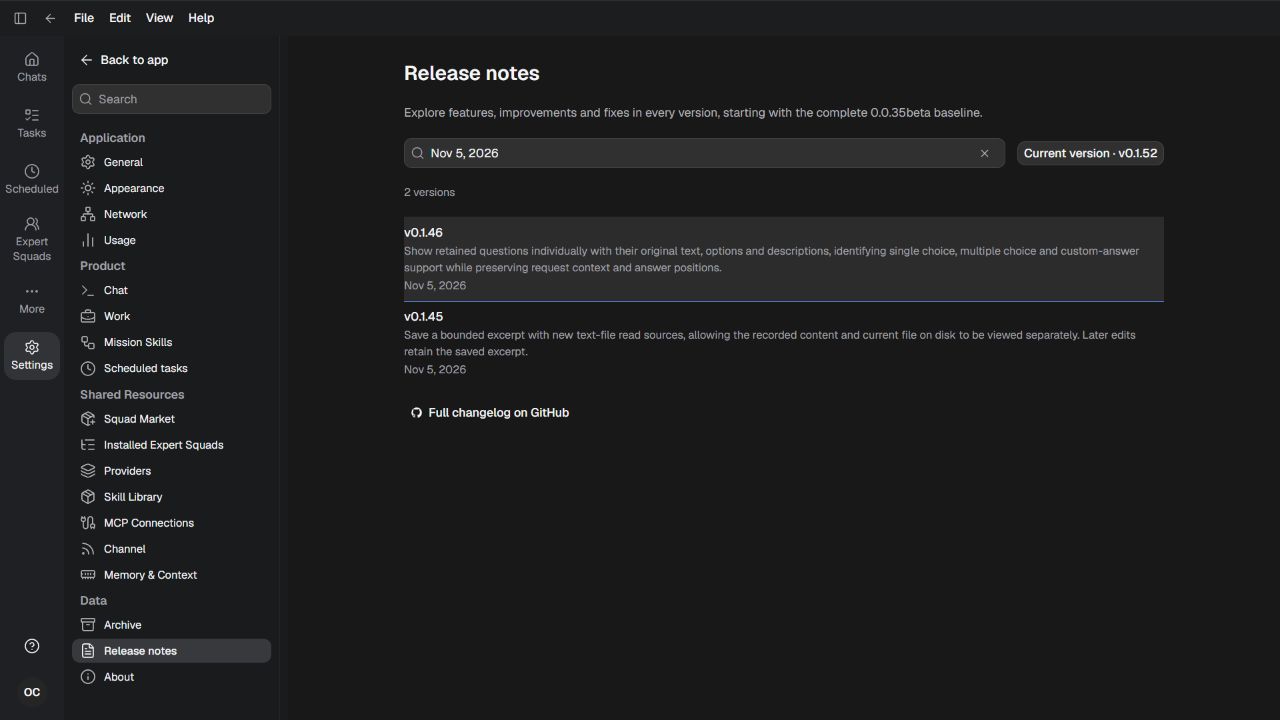 File Edit View Help
Chats
Tasks
Scheduled
Expert
Squads
More
Settings
OC
Back to app
Search
Application
General
Appearance
Network
Usage
Product
Chat
Work
Mission Skills
Scheduled tasks
Shared Resources
Squad Market
Installed Expert Squads
Providers
Skill Library
MCP Connections
Channel
Memory & Context
Data
Archive
Release notes
About
Release notes
Explore features, improvements and fixes in every version, starting with the complete 0.0.35beta baseline.
Nov 5, 2026
Current version · v0.1.52
2 versions
v0.1.46
Show retained questions individually with their original text, options and descriptions, identifying single choice, multiple choice and custom-answer
support while preserving request context and answer positions.
Nov 5, 2026
v0.1.45
Save a bounded excerpt with new text-file read sources, allowing the recorded content and current file on disk to be viewed separately. Later edits
retain the saved excerpt.
Nov 5, 2026
Full changelog on GitHub